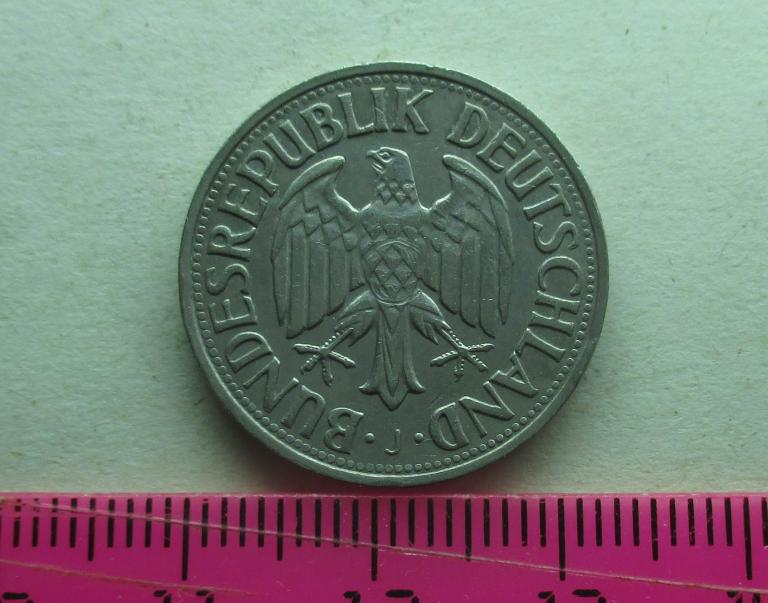 BUNDESREPUBLIK DEUTSCHLAND
· J ·